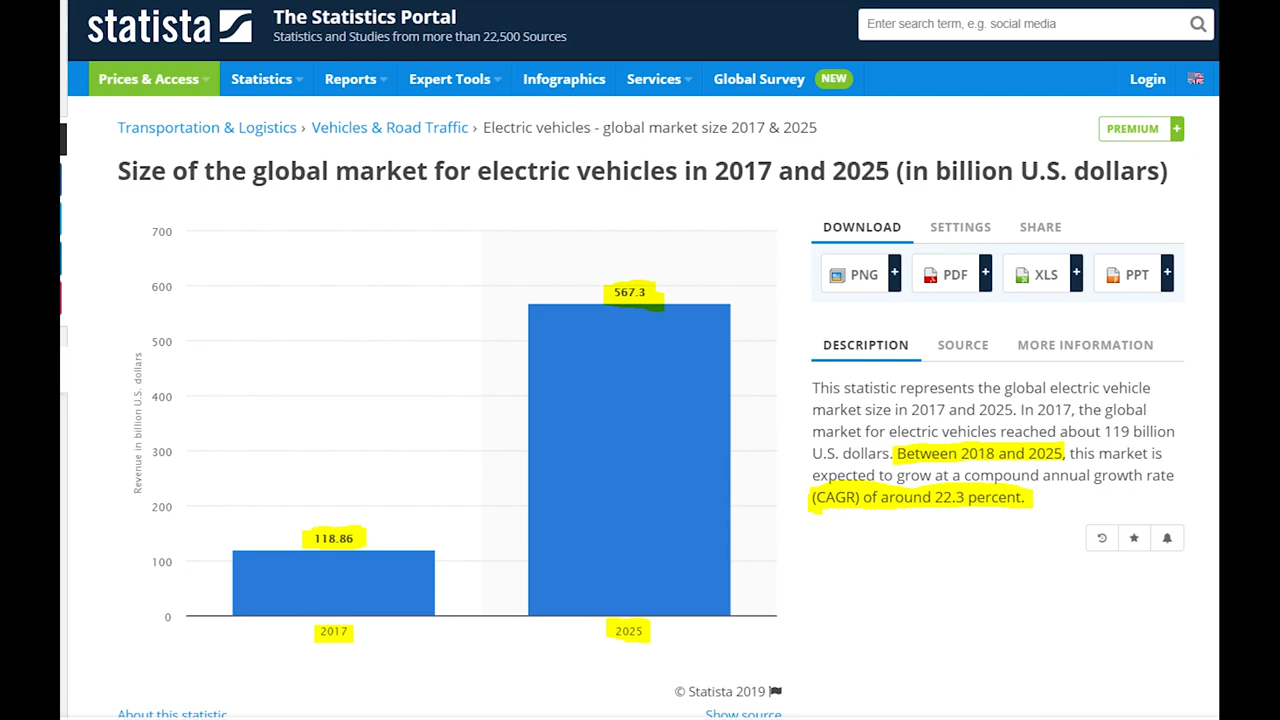 statista
The Statistics Portal
Statistics and Studies from more than 22,500 Sources
Enter search term, e.g. social media
Prices & Access
Statistics
Reports
Expert Tools
Infographics
Services
Global Survey
NEW
Login
Transportation & Logistics › Vehicles & Road Traffic › Electric vehicles - global market size 2017 & 2025
PREMIUM +
Size of the global market for electric vehicles in 2017 and 2025 (in billion U.S. dollars)
Revenue in billion U.S. dollars
700
600
500
400
300
200
100
0
118.86
567.3
2017
2025
© Statista 2019
About this statistic
Show source
DOWNLOAD
SETTINGS
SHARE
PNG +
PDF +
XLS +
PPT +
DESCRIPTION
SOURCE
MORE INFORMATION
This statistic represents the global electric vehicle
market size in 2017 and 2025. In 2017, the global
market for electric vehicles reached about 119 billion
U.S. dollars. Between 2018 and 2025, this market is
expected to grow at a compound annual growth rate
(CAGR) of around 22.3 percent.